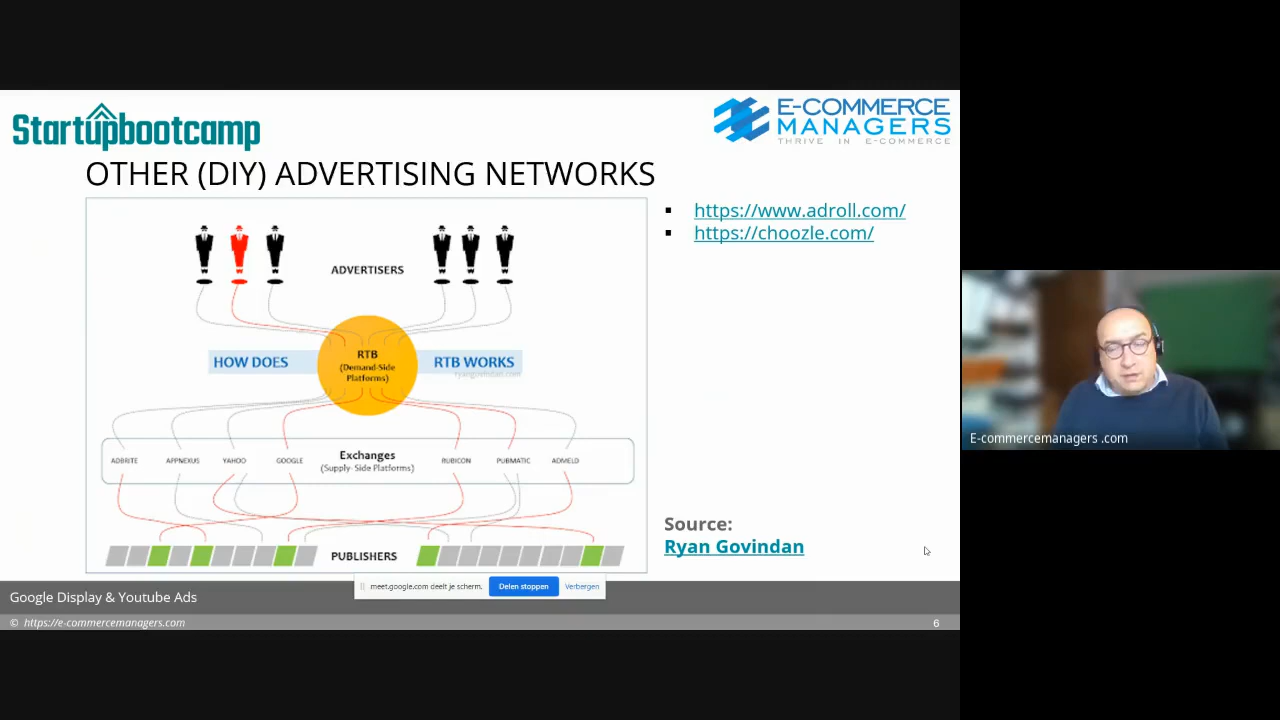 Startupbootcamp
E-COMMERCE
MANAGERS
THRIVE IN E-COMMERCE
OTHER (DIY) ADVERTISING NETWORKS
▪ https://www.adroll.com/
▪ https://choozle.com/
ADVERTISERS
HOW DOES
RTB
(Demand-Side
Platforms)
RTB WORKS
ryangovindan.com
Exchanges
(Supply- Side Platforms)
ADBRITE APPNEXUS YAHOO GOOGLE RUBICON PUBMATIC ADMELD
PUBLISHERS
Source:
Ryan Govindan
E-commercemanagers .com
meet.google.com deelt je scherm. Delen stoppen Verbergen
Google Display & Youtube Ads
© https://e-commercemanagers.com 6